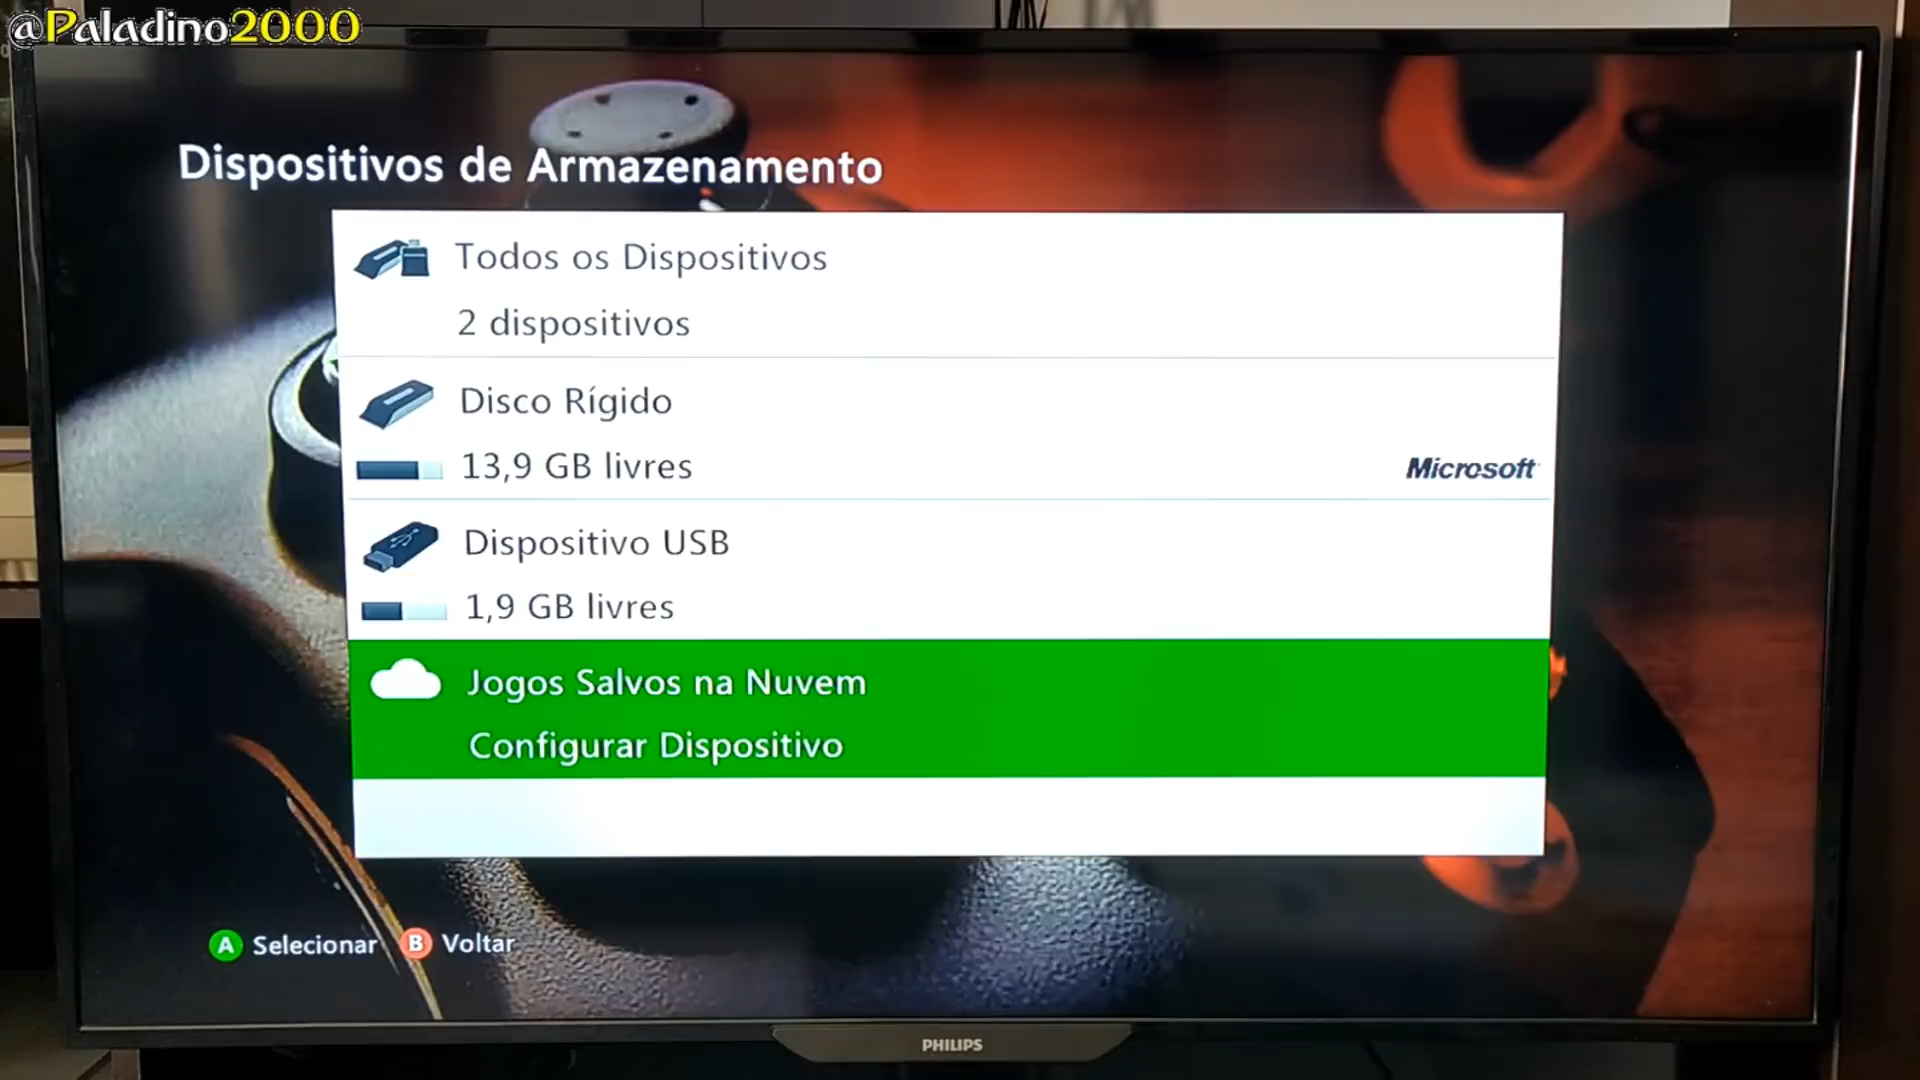 @Paladino2000
Dispositivos de Armazenamento
Todos os Dispositivos
2 dispositivos
Disco Rígido
13,9 GB livres
Microsoft
Dispositivo USB
1,9 GB livres
Jogos Salvos na Nuvem
Configurar Dispositivo
A Selecionar B Voltar
PHILIPS